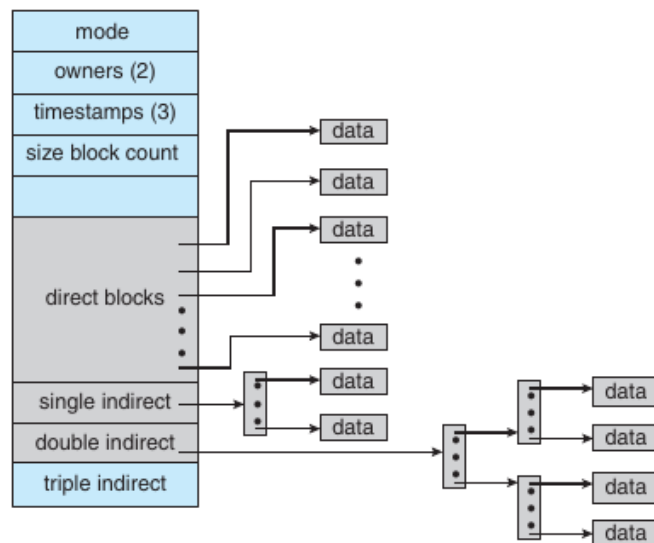 mode
owners (2)
timestamps (3)
size block count
direct blocks
single indirect
double indirect
triple indirect
data
data
data
data
data
data
data
data
data
data